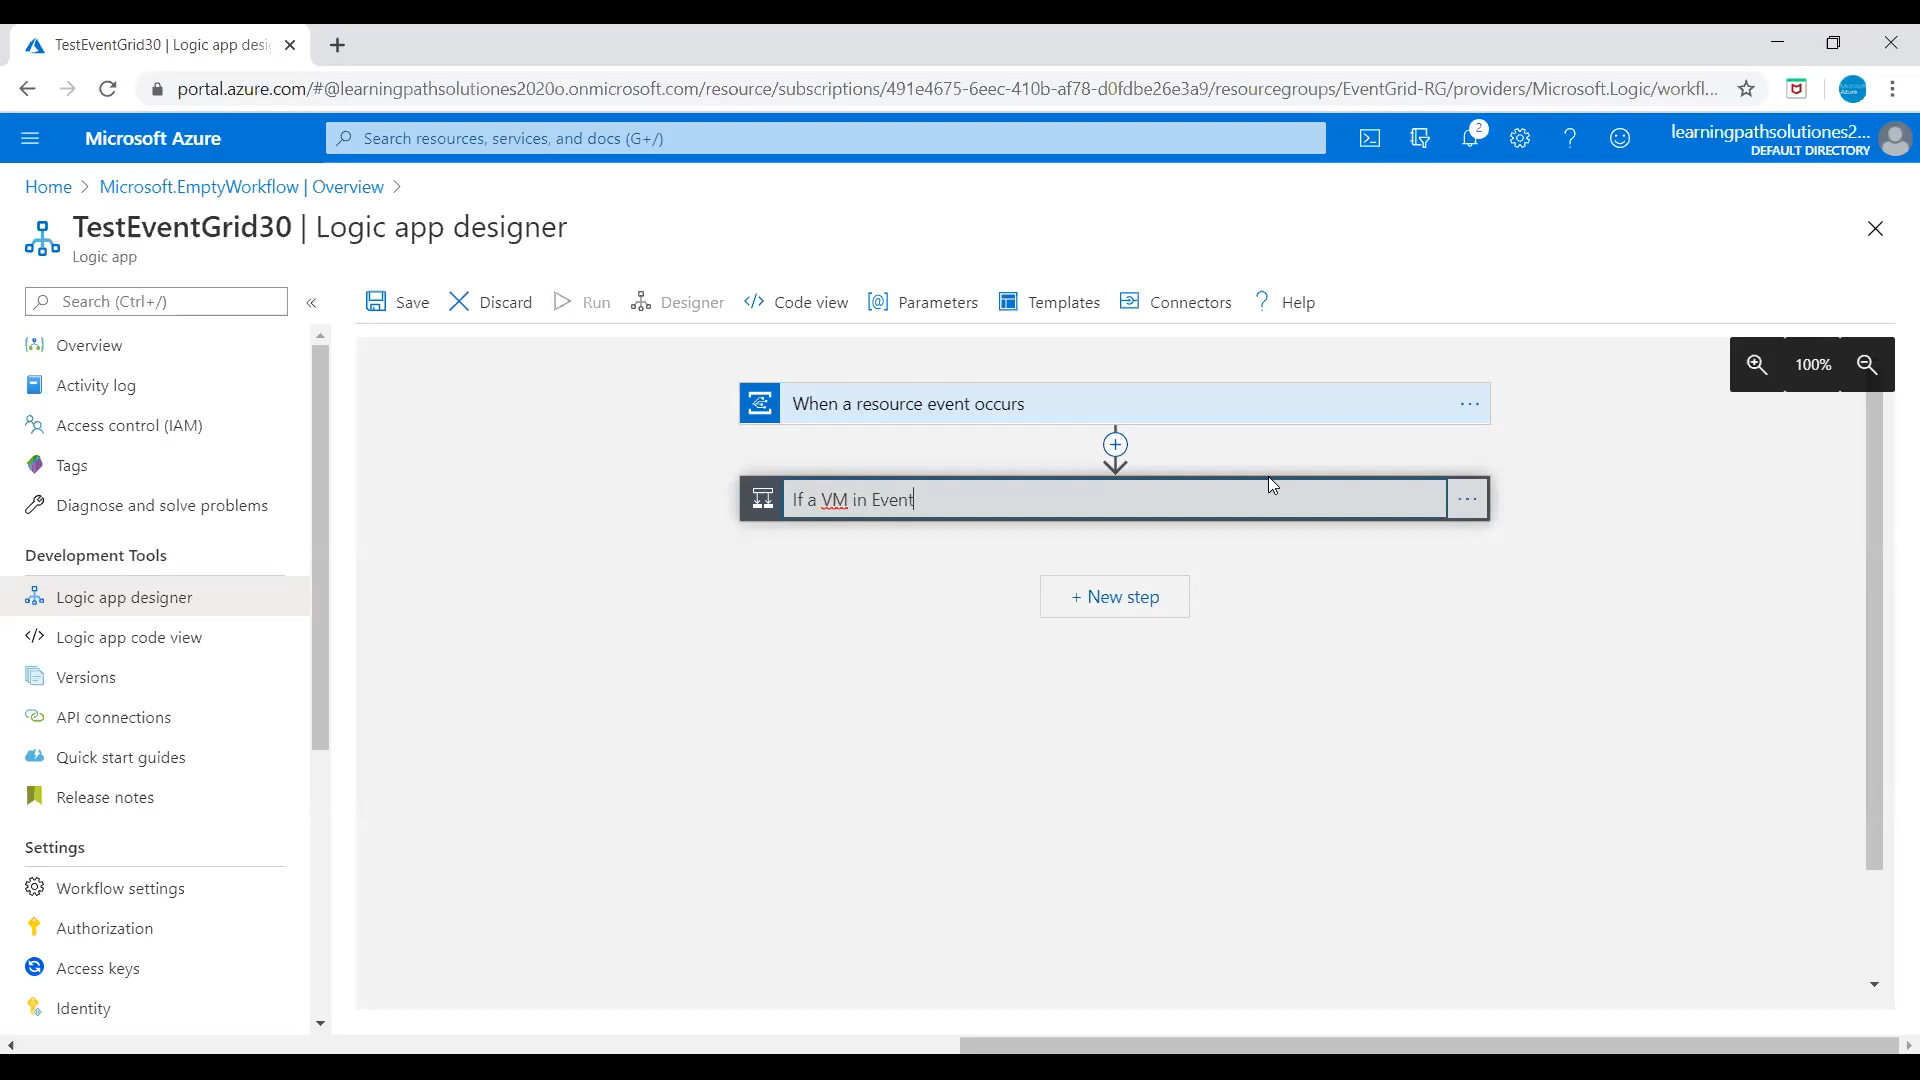 TestEventGrid30 | Logic app desi
portal.azure.com/#@learningpathsolutiones2020o.onmicrosoft.com/resource/subscriptions/491e4675-6eec-410b-af78-d0fdbe26e3a9/resourcegroups/EventGrid-RG/providers/Microsoft.Logic/workfl...
Microsoft Azure
Search resources, services, and docs (G+/)
2
learningpathsolutiones2...
DEFAULT DIRECTORY
Home > Microsoft.EmptyWorkflow | Overview >
TestEventGrid30 | Logic app designer
Logic app
Search (Ctrl+/)
«
Save
Discard
Run
Designer
Code view
Parameters
Templates
Connectors
Help
Overview
Activity log
Access control (IAM)
Tags
Diagnose and solve problems
Development Tools
Logic app designer
Logic app code view
Versions
API connections
Quick start guides
Release notes
Settings
Workflow settings
Authorization
Access keys
Identity
100%
When a resource event occurs
...
If a VM in Event
...
+ New step